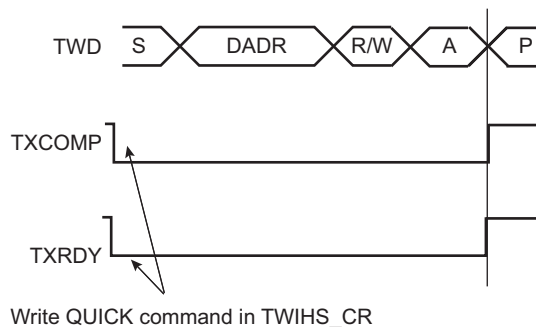 TWD S DADR R/W A P
TXCOMP
TXRDY
Write QUICK command in TWIHS_CR